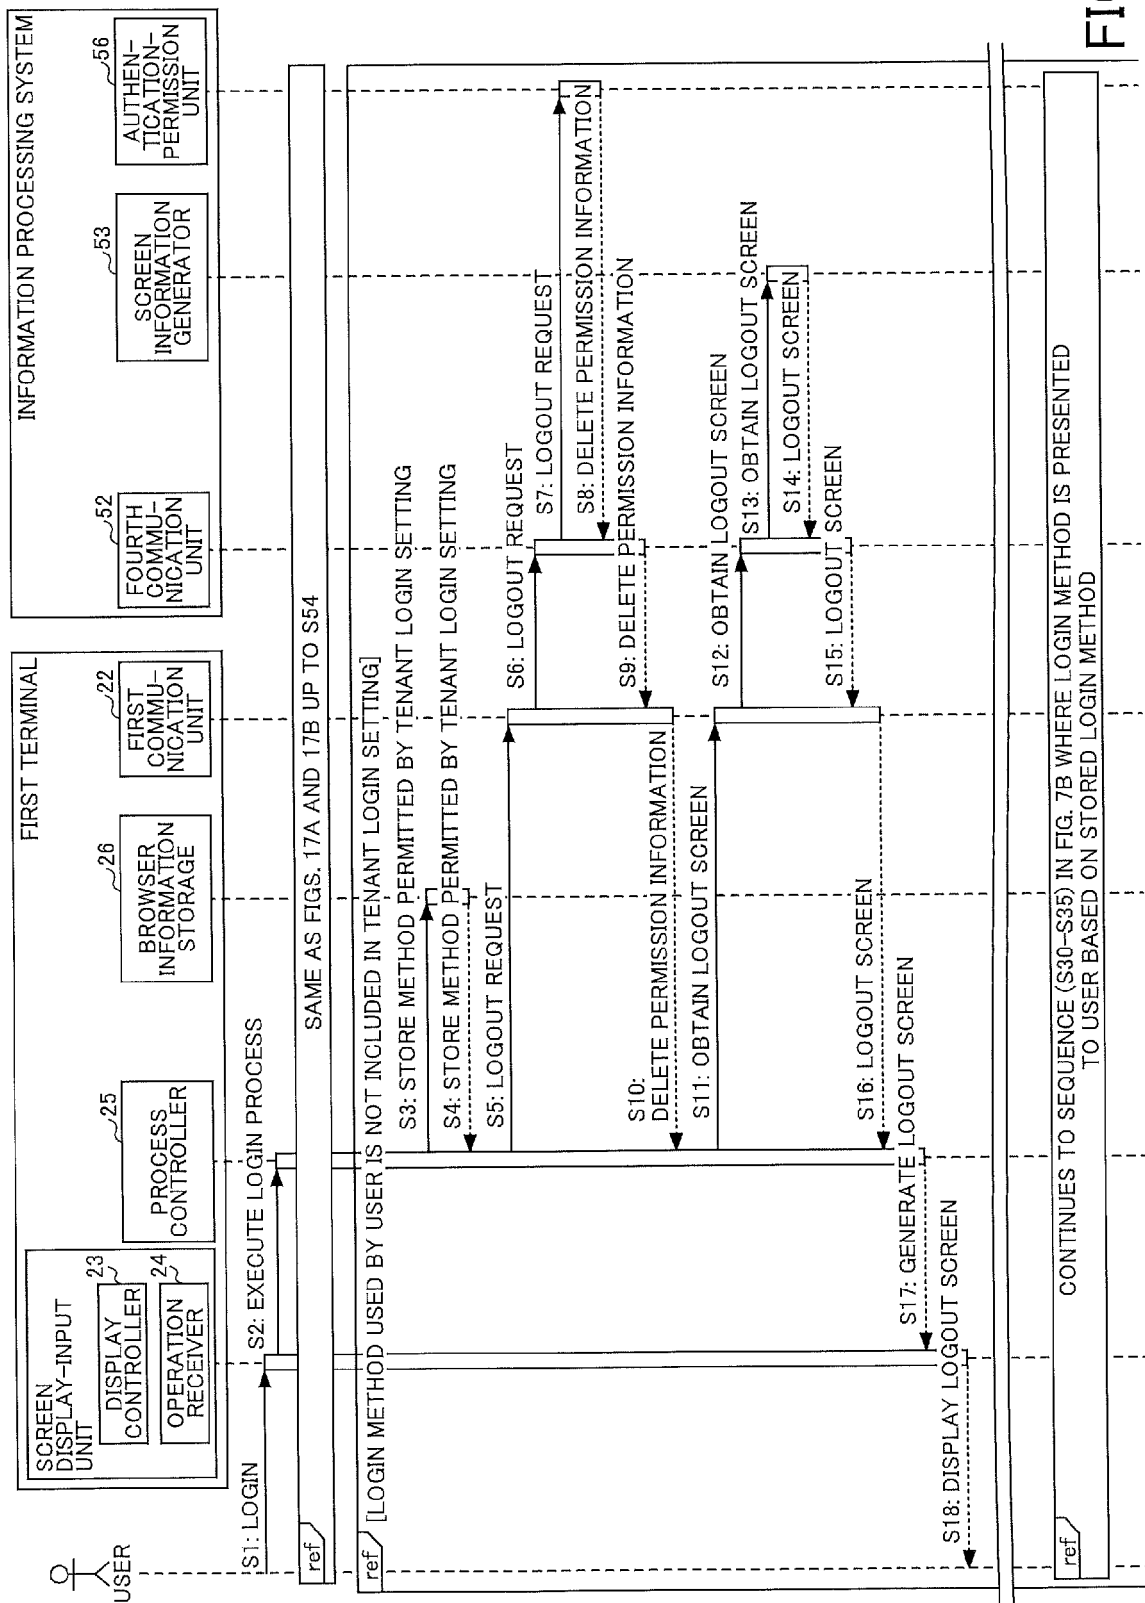 FIRST TERMINAL
INFORMATION PROCESSING SYSTEM
USER
SCREEN
DISPLAY-INPUT
UNIT
23
DISPLAY
CONTROLLER
24
OPERATION
RECEIVER
25
PROCESS
CONTROLLER
26
BROWSER
INFORMATION
STORAGE
22
FIRST
COMMU-
NICATION
UNIT
52
FOURTH
COMMU-
NICATION
UNIT
53
SCREEN
INFORMATION
GENERATOR
56
AUTHEN-
TICATION-
PERMISSION
UNIT
S1: LOGIN
S2: EXECUTE LOGIN PROCESS
ref
SAME AS FIGS. 17A AND 17B UP TO S54
ref
[LOGIN METHOD USED BY USER IS NOT INCLUDED IN TENANT LOGIN SETTING]
S3: STORE METHOD PERMITTED BY TENANT LOGIN SETTING
S4: STORE METHOD PERMITTED BY TENANT LOGIN SETTING
S5: LOGOUT REQUEST
S6: LOGOUT REQUEST
S7: LOGOUT REQUEST
S8: DELETE PERMISSION INFORMATION
S9: DELETE PERMISSION INFORMATION
S10:
DELETE PERMISSION INFORMATION
S11: OBTAIN LOGOUT SCREEN
S12: OBTAIN LOGOUT SCREEN
S13: OBTAIN LOGOUT SCREEN
S14: LOGOUT SCREEN
S15: LOGOUT SCREEN
S16: LOGOUT SCREEN
S17: GENERATE LOGOUT SCREEN
S18: DISPLAY LOGOUT SCREEN
ref
CONTINUES TO SEQUENCE (S30-S35) IN FIG. 7B WHERE LOGIN METHOD IS PRESENTED
TO USER BASED ON STORED LOGIN METHOD